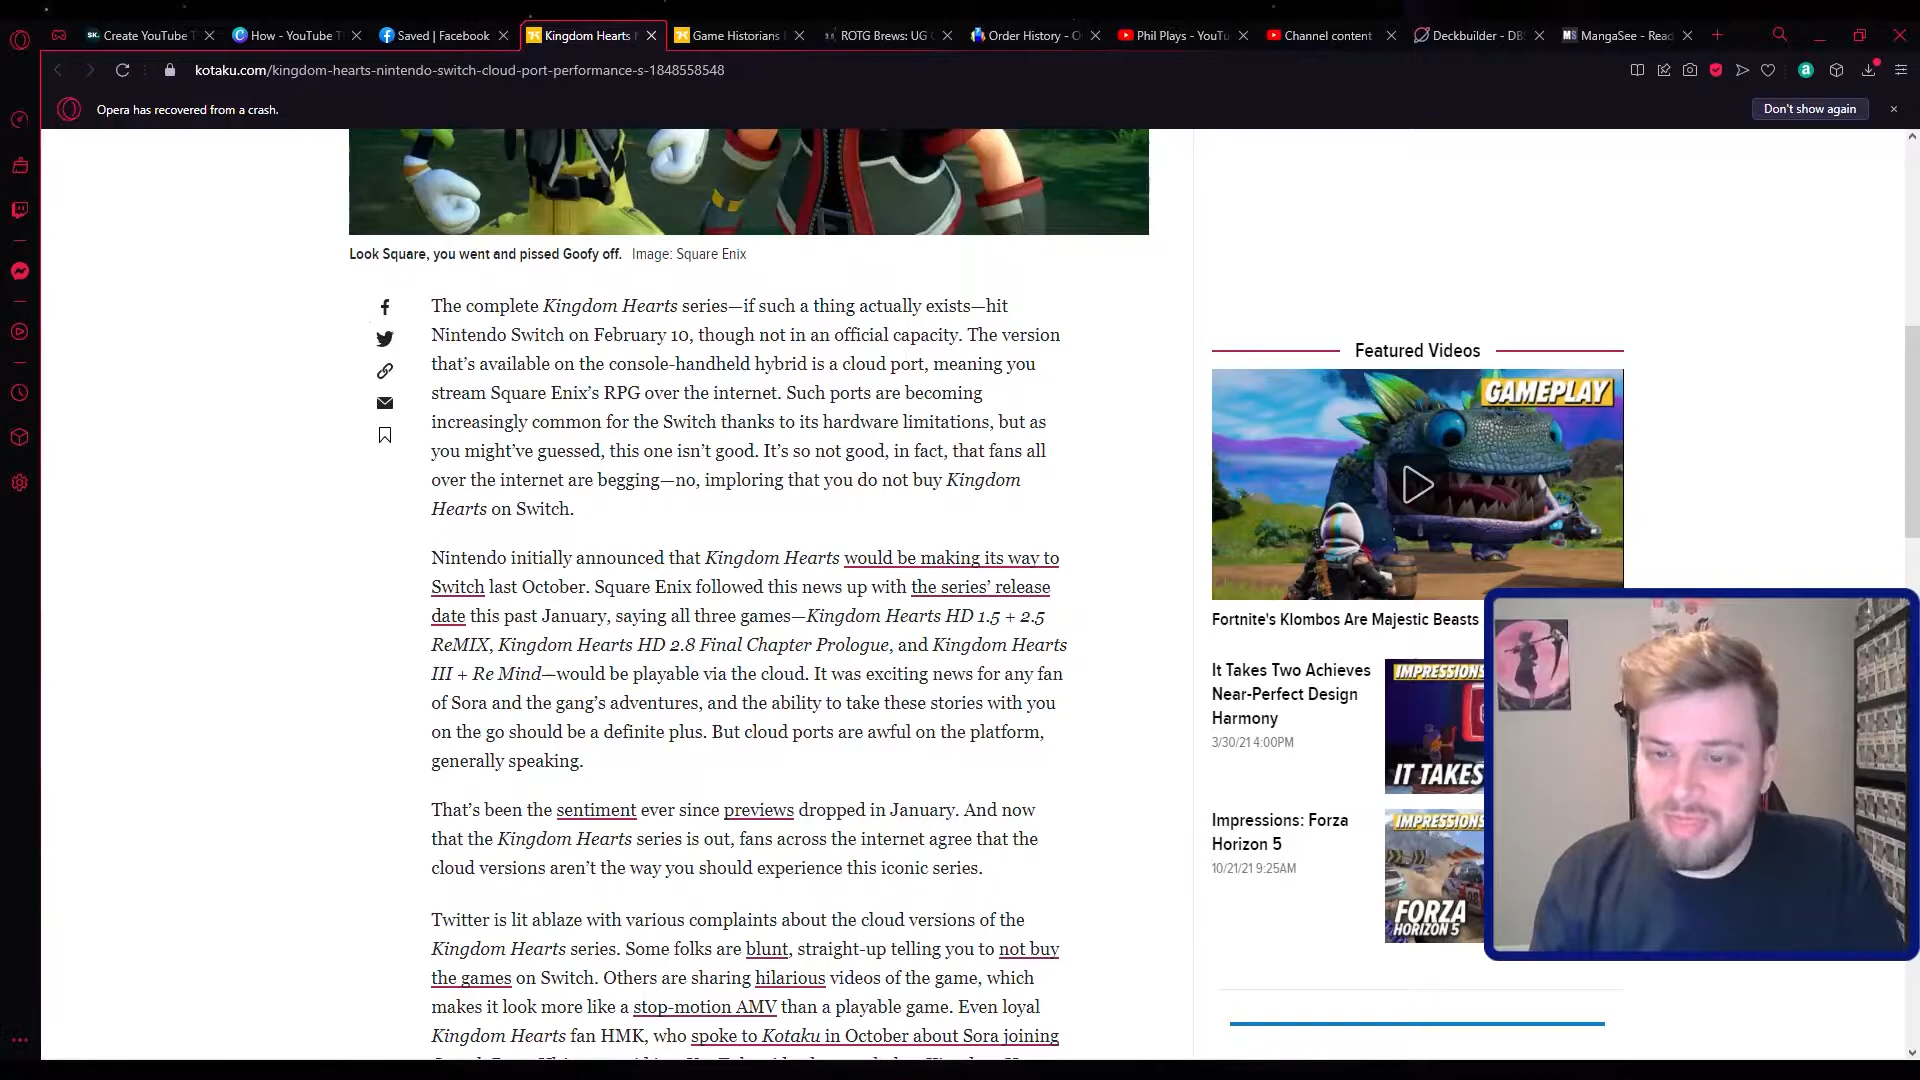 Create YouTube T
How - YouTube T
Saved | Facebook
Kingdom Hearts
Game Historians
ROTG Brews: UG
Order History - O
Phil Plays - YouTu
Channel content
Deckbuilder - DBS
MangaSee - Read
kotaku.com/kingdom-hearts-nintendo-switch-cloud-port-performance-s-1848558548
Opera has recovered from a crash.
Don't show again
Look Square, you went and pissed Goofy off. Image: Square Enix
The complete Kingdom Hearts series—if such a thing actually exists—hit
Nintendo Switch on February 10, though not in an official capacity. The version
that's available on the console-handheld hybrid is a cloud port, meaning you
stream Square Enix's RPG over the internet. Such ports are becoming
increasingly common for the Switch thanks to its hardware limitations, but as
you might've guessed, this one isn't good. It's so not good, in fact, that fans all
over the internet are begging—no, imploring that you do not buy Kingdom
Hearts on Switch.
Nintendo initially announced that Kingdom Hearts would be making its way to
Switch last October. Square Enix followed this news up with the series' release
date this past January, saying all three games—Kingdom Hearts HD 1.5 + 2.5
ReMIX, Kingdom Hearts HD 2.8 Final Chapter Prologue, and Kingdom Hearts
III + Re Mind—would be playable via the cloud. It was exciting news for any fan
of Sora and the gang's adventures, and the ability to take these stories with you
on the go should be a definite plus. But cloud ports are awful on the platform,
generally speaking.
That's been the sentiment ever since previews dropped in January. And now
that the Kingdom Hearts series is out, fans across the internet agree that the
cloud versions aren't the way you should experience this iconic series.
Twitter is lit ablaze with various complaints about the cloud versions of the
Kingdom Hearts series. Some folks are blunt, straight-up telling you to not buy
the games on Switch. Others are sharing hilarious videos of the game, which
makes it look more like a stop-motion AMV than a playable game. Even loyal
Kingdom Hearts fan HMK, who spoke to Kotaku in October about Sora joining
Featured Videos
GAMEPLAY
Fortnite's Klombos Are Majestic Beasts
It Takes Two Achieves
Near-Perfect Design
Harmony
3/30/21 4:00PM
IMPRESSIONS
IT TAKES
Impressions: Forza
Horizon 5
10/21/21 9:25AM
IMPRESSIONS
FORZA
HORIZON 5